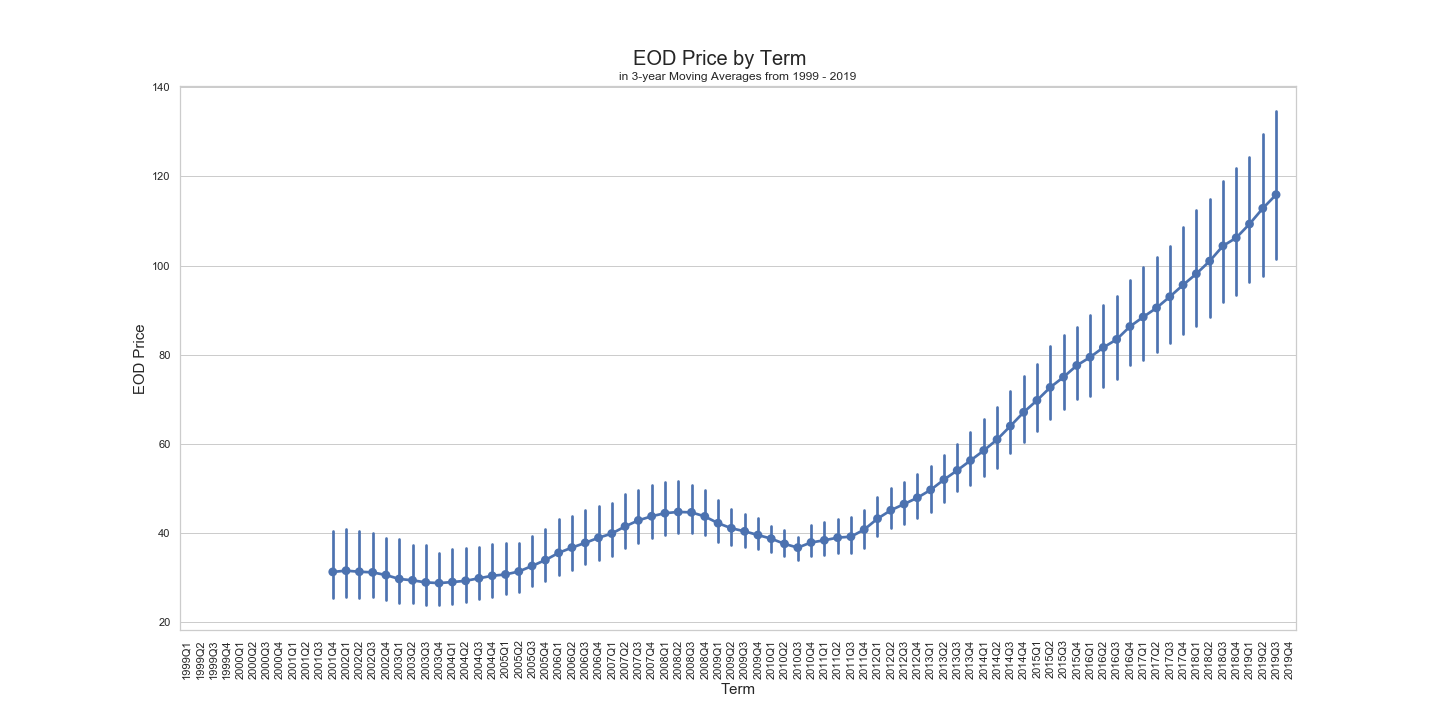 EOD Price by Term
in 3-year Moving Averages from 1999 - 2019
140
120
100
80
60
40
20
EOD Price
1999Q1
1999Q2
1999Q3
1999Q4
2000Q1
2000Q2
2000Q3
2000Q4
2001Q1
2001Q2
2001Q3
2001Q4
2002Q1
2002Q2
2002Q3
2002Q4
2003Q1
2003Q2
2003Q3
2003Q4
2004Q1
2004Q2
2004Q3
2004Q4
2005Q1
2005Q2
2005Q3
2005Q4
2006Q1
2006Q2
2006Q3
2006Q4
2007Q1
2007Q2
2007Q3
2007Q4
2008Q1
2008Q2
2008Q3
2008Q4
2009Q1
2009Q2
2009Q3
2009Q4
2010Q1
2010Q2
2010Q3
2010Q4
2011Q1
2011Q2
2011Q3
2011Q4
2012Q1
2012Q2
2012Q3
2012Q4
2013Q1
2013Q2
2013Q3
2013Q4
2014Q1
2014Q2
2014Q3
2014Q4
2015Q1
2015Q2
2015Q3
2015Q4
2016Q1
2016Q2
2016Q3
2016Q4
2017Q1
2017Q2
2017Q3
2017Q4
2018Q1
2018Q2
2018Q3
2018Q4
2019Q1
2019Q2
2019Q3
2019Q4
Term